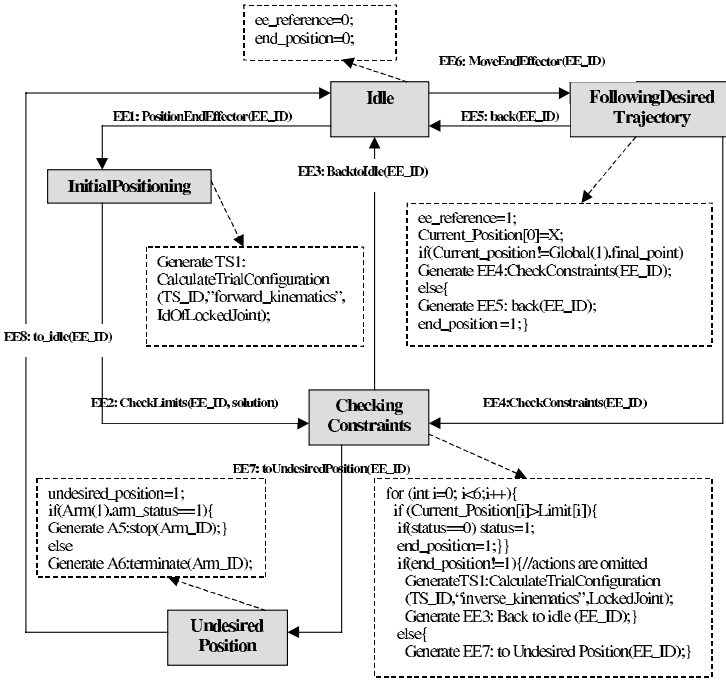 ee_reference=0;
end_position=0;
EE6: MoveEndEffector(EE_ID)
Idle
FollowingDesired
Trajectory
EE1: PositionEndEffector(EE_ID)
EE5: back(EE_ID)
EE3: BacktoIdle(EE_ID)
InitialPositioning
ee_reference=1;
Current_Position[0]=X;
if(Current_position!=Global(1).final_point)
Generate EE4:CheckConstraints(EE_ID);
else{
Generate EE5: back(EE_ID);
end_position =1;}
Generate TS1:
CalculateTrialConfiguration
(TS_ID,"forward_kinematics",
IdOfLockedJoint);
EE8: to_idle(EE_ID)
EE2: CheckLimits(EE_ID, solution)
Checking
Constraints
EE4:CheckConstraints(EE_ID)
EE7: toUndesiredPosition(EE_ID)
undesired_position=1;
if(Arm(1).arm_status==1){
Generate A5:stop(Arm_ID);}
else
Generate A6:terminate(Arm_ID);
for (int i=0; i<6;i++){
if (Current_Position[i]>Limit[i]){
if(status==0) status=1;
end_position=1;}}
if(end_position!=1){//actions are omitted
GenerateTS1:CalculateTrialConfiguration
(TS_ID,"inverse_kinematics",LockedJoint);
Generate EE3: Back to idle (EE_ID);}
else{
Generate EE7: to Undesired Position(EE_ID);}
Undesired
Position